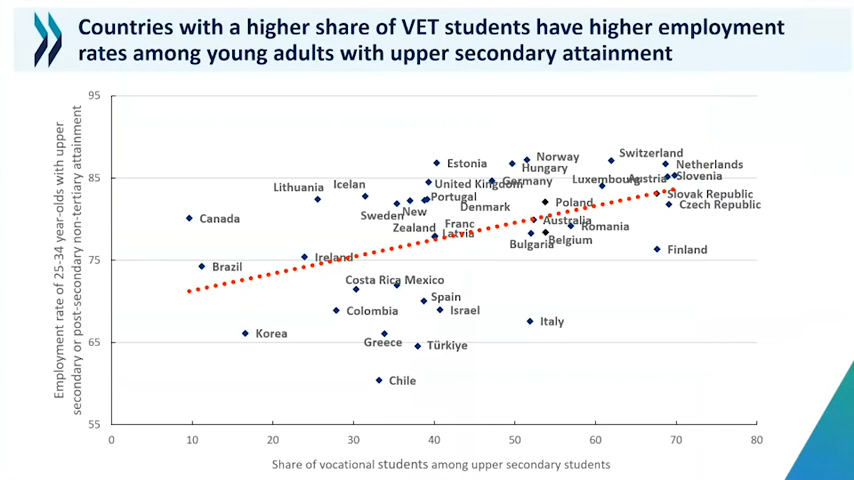 Countries with a higher share of VET students have higher employment
rates among young adults with upper secondary attainment
Employment rate of 25-34 year-olds with upper
secondary or post-secondary non-tertiary attainment
95
85
75
65
55
Switzerland
Norway
Estonia
Hungary
Netherlands
Slovenia
Austria
Luxembourg
Germany
United Kingdom
Icelan
Lithuania
Portugal
Slovak Republic
Poland
Czech Republic
Denmark
Sweden
New
Zealand
Canada
Australia
Franc
Latvia
Romania
Bulgaria
Belgium
Finland
Ireland
Brazil
Costa Rica
Mexico
Spain
Colombia
Israel
Italy
Korea
Greece
Türkiye
Chile
0 10 20 30 40 50 60 70 80
Share of vocational students among upper secondary students